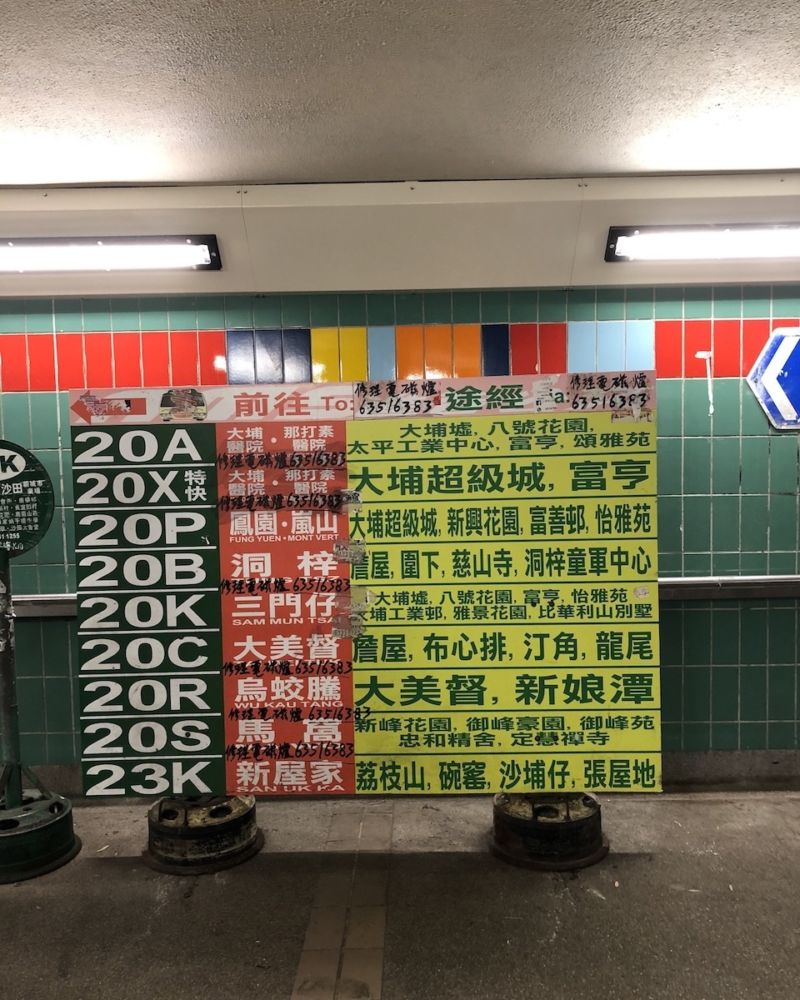 前往 To: 修理電磁爐 63516383 途經 Via: 修理電磁爐 63516383
20A 大埔．那打素醫院 醫院 大埔墟, 八號花園,
太平工業中心, 富亨, 頌雅苑
修理電磁爐 63516383
20X 特快 大埔．那打素醫院 醫院 大埔超級城, 富亨
修理電磁爐 63516383
20P 鳳園·嵐山 大埔超級城, 新興花園, 富善邨, 怡雅苑
FUNG YUEN·MONT VERT
20B 洞梓 詹屋, 圍下, 慈山寺, 洞梓童軍中心
修理電磁爐 63516383
20K 三門仔 大埔墟, 八號花園, 富亨, 怡雅苑
SAM MUN TSAI 大埔工業邨, 雅景花園, 比華利山別墅
20C 大美督 詹屋, 布心排, 汀角, 龍尾
修理電磁爐 63516383
20R 烏蛟騰 大美督, 新娘潭
WU KAU TANG
修理電磁爐 63516383
20S 馬窩 新峰花園, 御峰豪園, 御峰苑
忠和精舍, 定慧禪寺
修理電磁爐 63516383
23K 新屋家 荔枝山, 碗窰, 沙埔仔, 張屋地
SAN UK KA
K
沙田 新城市廣場